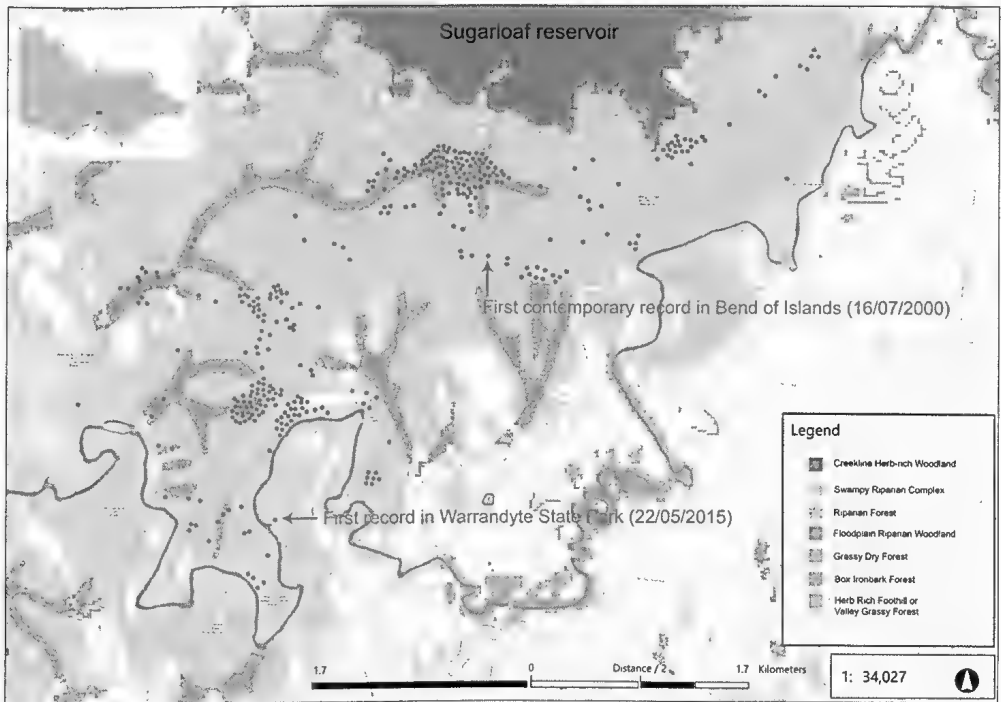 Sugarloaf reservoir
First contemporary record in Bend of Islands (16/07/2000)
First record in Warrandyte State Park (22/05/2015)
Legend
Creekline Herb-rich Woodland
Swampy Riparian Complex
Riparian Forest
Floodplain Riparian Woodland
Grassy Dry Forest
Box Ironbark Forest
Herb Rich Foothill or
Valley Grassy Forest
1.7 0 Distance / 2 1.7 Kilometers
1: 34,027